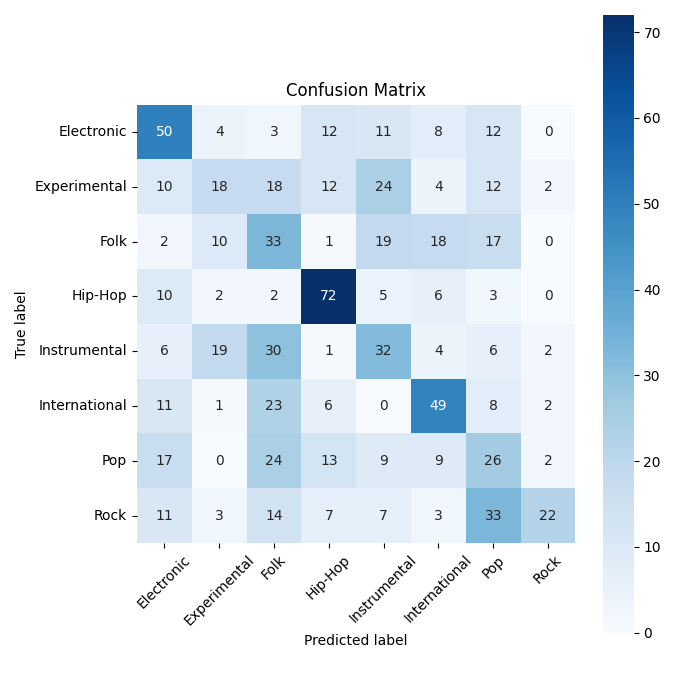 Confusion Matrix
Electronic 50 4 3 12 11 8 12 0
Experimental 10 18 18 12 24 4 12 2
Folk 2 10 33 1 19 18 17 0
Hip-Hop 10 2 2 72 5 6 3 0
Instrumental 6 19 30 1 32 4 6 2
International 11 1 23 6 0 49 8 2
Pop 17 0 24 13 9 9 26 2
Rock 11 3 14 7 7 3 33 22
Electronic Experimental Folk Hip-Hop Instrumental International Pop Rock
Predicted label
True label
70
60
50
40
30
20
10
0